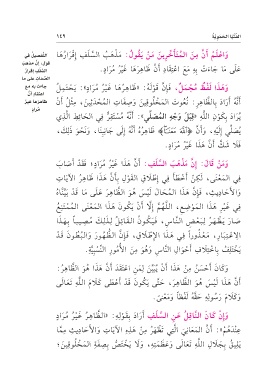 الفتيا الحموية
١٤٩
وَاعْلَمْ أَنَّ مِنَ الْمُتَأَخِّرِينَ مَنْ يَقُولُ: مَذْهَبُ السَّلَفِ إِقْرَارُهَا
عَلَى مَا جَاءَتْ بِهِ مَعَ اعْتِقَادِ أَنَّ ظَاهِرَهَا غَيْرُ مُرَادٍ.
وَهَذَا لَفْظٌ مُجْمَلٌ، فَإِنَّ قَوْلَهُ: «ظَاهِرُهَا غَيْرُ مُرَادٍ»: يَحْتَمِلُ
أَنَّهُ أَرَادَ بِالظَّاهِرِ: نُعُوتَ الْمَخْلُوقِينَ وَصِفَاتِ الْمُحْدَثِينَ، مِثْلُ أَنْ
يُرَادَ بِكَوْنِ اللَّهِ «قِبَلَ وَجْهِ الْمُصَلِّي»: أَنَّهُ مُسْتَقِرٌّ فِي الْحَائِطِ الَّذِي
يُصَلِّي إِلَيْهِ، وَأَنَّ «اللَّهَ مَعَنَا» ظَاهِرُهُ أَنَّهُ إِلَى جَانِبِنَا، وَنَحْوُ ذَلِكَ،
فَلَا شَكَّ أَنَّ هَذَا غَيْرُ مُرَادٍ.
وَمَنْ قَالَ: إِنَّ مَذْهَبَ السَّلَفِ: أَنَّ هَذَا غَيْرُ مُرَادٍ، فَقَدْ أَصَابَ
فِي الْمَعْنَى، لَكِنْ أَخْطَأَ فِي إِطْلَاقِ الْقَوْلِ بِأَنَّ هَذَا ظَاهِرُ الْآيَاتِ
وَالْأَحَادِيثِ، فَإِنَّ هَذَا الْمُحَالَ لَيْسَ هُوَ الظَّاهِرَ عَلَى مَا قَدْ بَيَّنَّاهُ
فِي غَيْرِ هَذَا الْمَوْضِعِ، اللَّهُمَّ إِلَّا أَنْ يَكُونَ هَذَا الْمَعْنَى الْمُمْتَنِعُ
صَارَ يَظْهَرُ لِبَعْضِ النَّاسِ، فَيَكُونُ الْقَائِلُ لِذَلِكَ مُصِيبًا بِهَذَا
الِاعْتِبَارِ، مَعْذُورًا فِي هَذَا الْإِطْلَاقِ، فَإِنَّ الظُّهُورَ وَالْبُطُونَ قَدْ
يَخْتَلِفُ بِاخْتِلَافِ أَحْوَالِ النَّاسِ وَهُوَ مِنَ الْأُمُورِ النِّسْبِيَّةِ.
وَكَانَ أَحْسَنَ مِنْ هَذَا أَنْ يُبَيِّنَ لِمَنِ اعْتَقَدَ أَنَّ هَذَا هُوَ الظَّاهِرُ:
أَنَّ هَذَا لَيْسَ هُوَ الظَّاهِرَ، حَتَّى يَكُونَ قَدْ أَعْطَى كَلَامَ اللَّهِ تَعَالَى
وَكَلَامَ رَسُولِهِ حَقَّهُ لَفْظًا وَمَعْنًى.
وَإِنْ كَانَ النَّاقِلُ عَنِ السَّلَفِ أَرَادَ بِقَوْلِهِ: «الظَّاهِرُ غَيْرُ مُرَادٍ
عِنْدَهُمْ»: أَنَّ الْمَعَانِيَ الَّتِي تَظْهَرُ مِنْ هَذِهِ الْآيَاتِ وَالْأَحَادِيثِ مِمَّا
يَلِيقُ بِجَلَالِ اللَّهِ تَعَالَى وَعَظَمَتِهِ، وَلَا يَخْتَصُّ بِصِفَةِ الْمَخْلُوقِينَ؛
التفصيل في
قول: إن مذهب
السلف إقرار
الصفات على ما
جاءت به مع
اعتقاد أن
ظاهرها غير
مراد